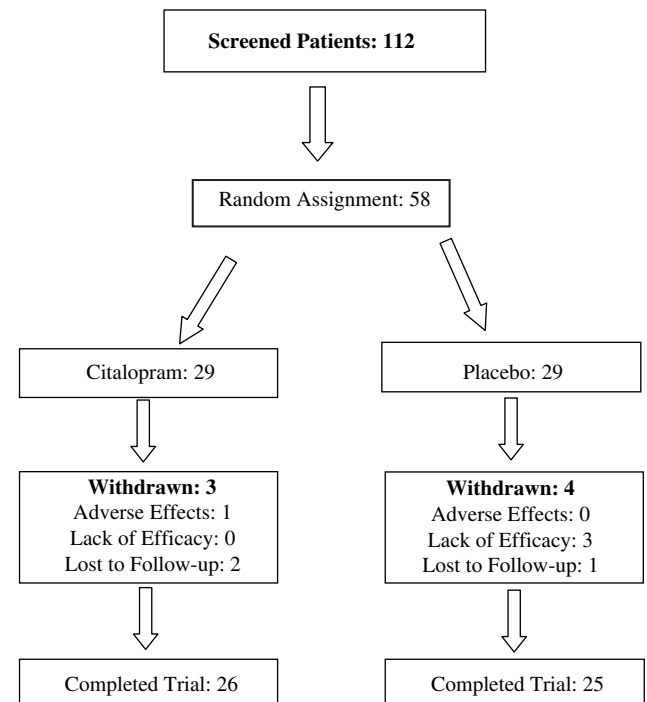 Screened Patients: 112
Random Assignment: 58
Citalopram: 29
Placebo: 29
Withdrawn: 3
Adverse Effects: 1
Lack of Efficacy: 0
Lost to Follow-up: 2
Withdrawn: 4
Adverse Effects: 0
Lack of Efficacy: 3
Lost to Follow-up: 1
Completed Trial: 26
Completed Trial: 25